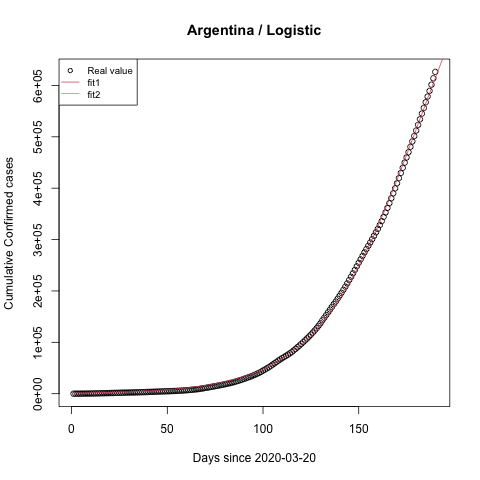 Argentina / Logistic
Real value
fit1
fit2
Cumulative Confirmed cases
6e+05
5e+05
4e+05
3e+05
2e+05
1e+05
0e+00
0 50 100 150
Days since 2020-03-20